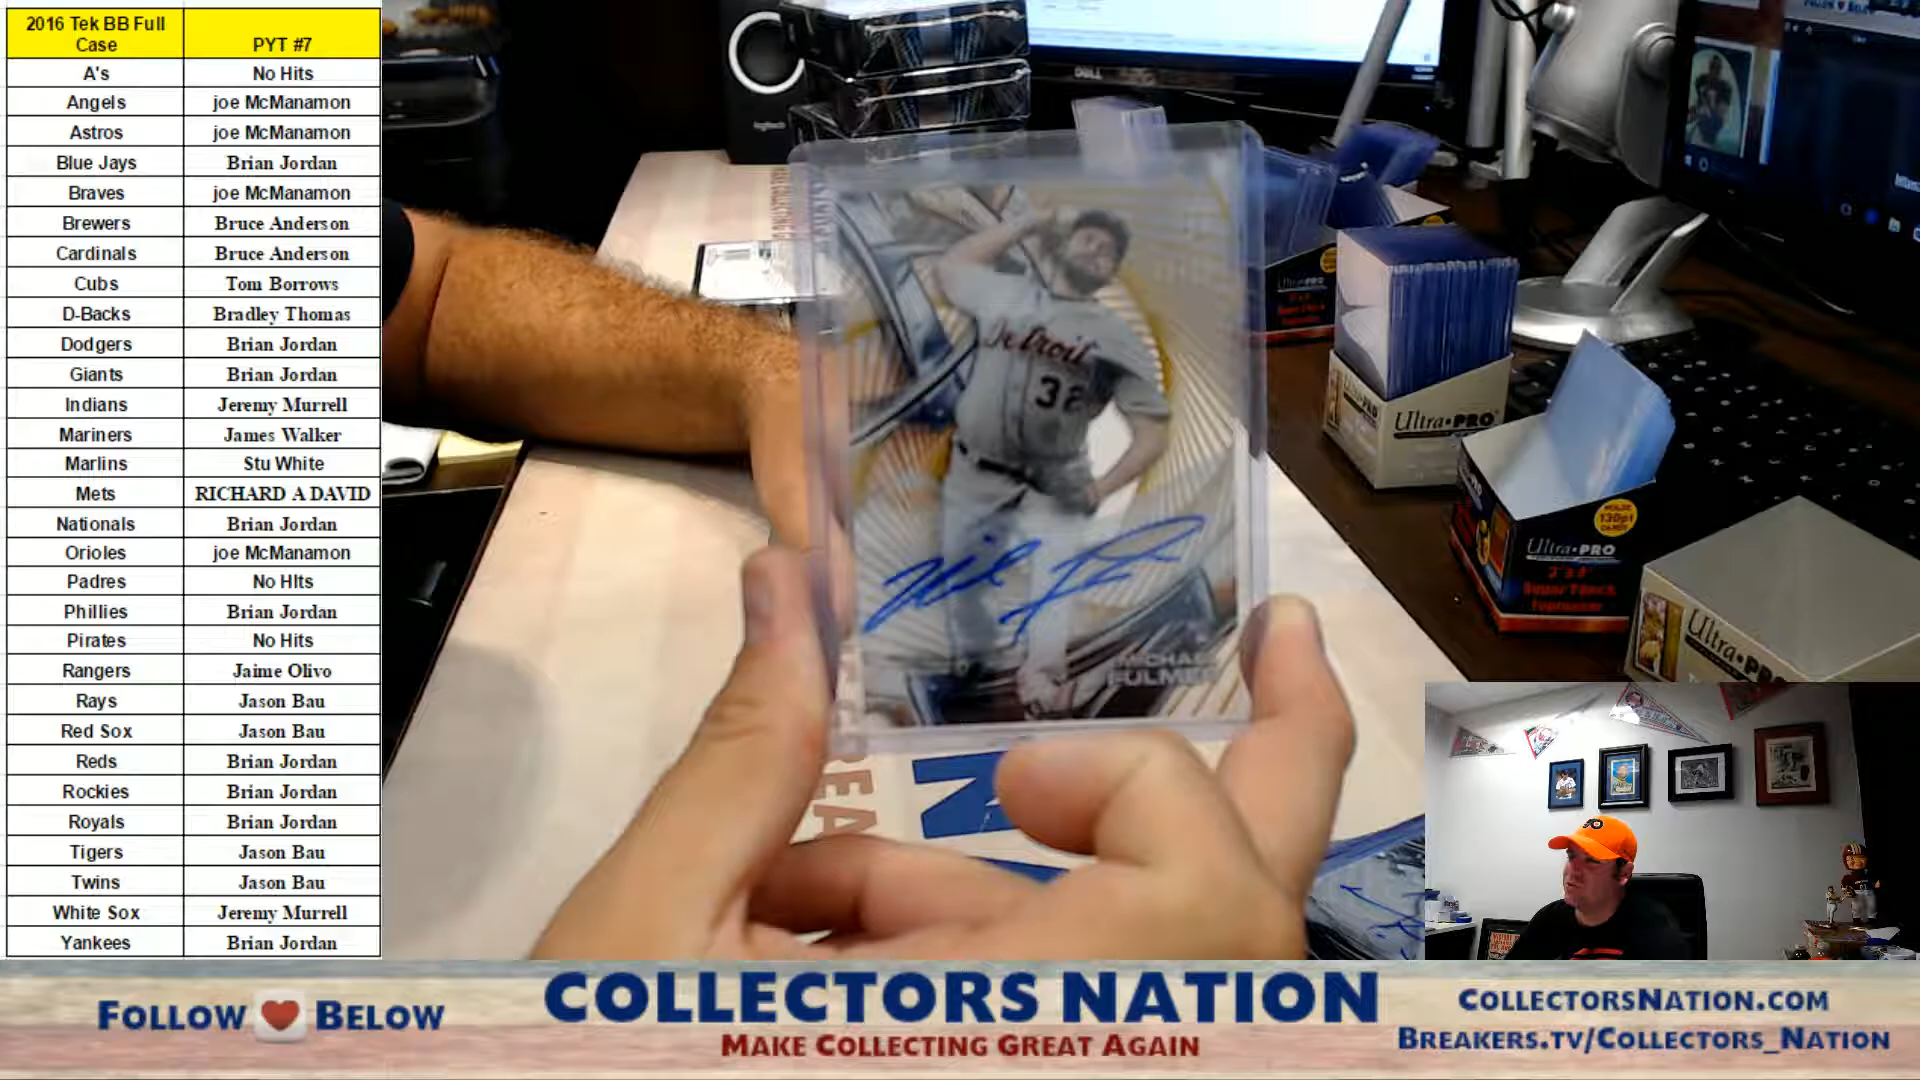 2016 Tek BB Full Case
PYT #7
A's No Hits
Angels joe McManamon
Astros joe McManamon
Blue Jays Brian Jordan
Braves joe McManamon
Brewers Bruce Anderson
Cardinals Bruce Anderson
Cubs Tom Borrows
D-Backs Bradley Thomas
Dodgers Brian Jordan
Giants Brian Jordan
Indians Jeremy Murrell
Mariners James Walker
Marlins Stu White
Mets RICHARD A DAVID
Nationals Brian Jordan
Orioles joe McManamon
Padres No HIts
Phillies Brian Jordan
Pirates No Hits
Rangers Jaime Olivo
Rays Jason Bau
Red Sox Jason Bau
Reds Brian Jordan
Rockies Brian Jordan
Royals Brian Jordan
Tigers Jason Bau
Twins Jason Bau
White Sox Jeremy Murrell
Yankees Brian Jordan
DELL
Detroit
32
Ultra•PRO
Ultra•PRO
HOLDS
130pt
CARDS
FOLLOW BELOW
COLLECTORS NATION
MAKE COLLECTING GREAT AGAIN
COLLECTORSNATION.COM
BREAKERS.TV/COLLECTORS_NATION